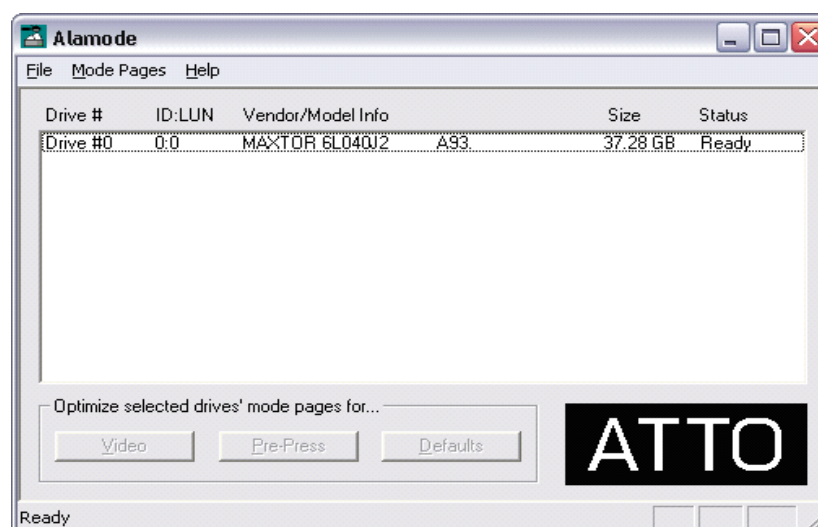 Alamode
File Mode Pages Help
Drive # ID:LUN Vendor/Model Info Size Status
Drive #0 0:0 MAXTOR 6L040J2 A93. 37.28 GB Ready
Optimize selected drives' mode pages for...
Video Pre-Press Defaults
ATTO
Ready